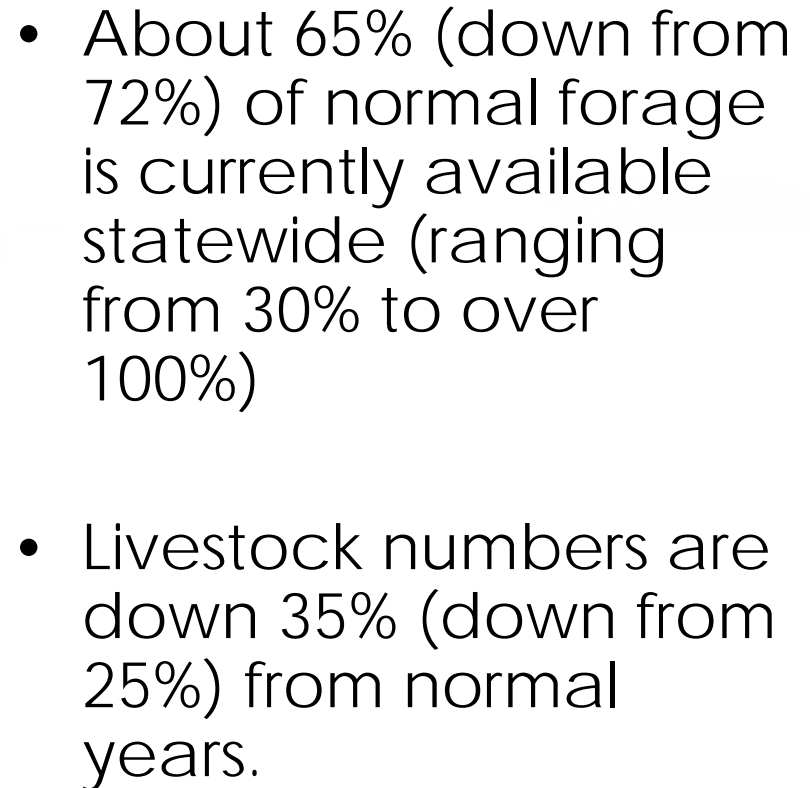 • About 65% (down from
72%) of normal forage
is currently available
statewide (ranging
from 30% to over
100%)
• Livestock numbers are
down 35% (down from
25%) from normal
years.